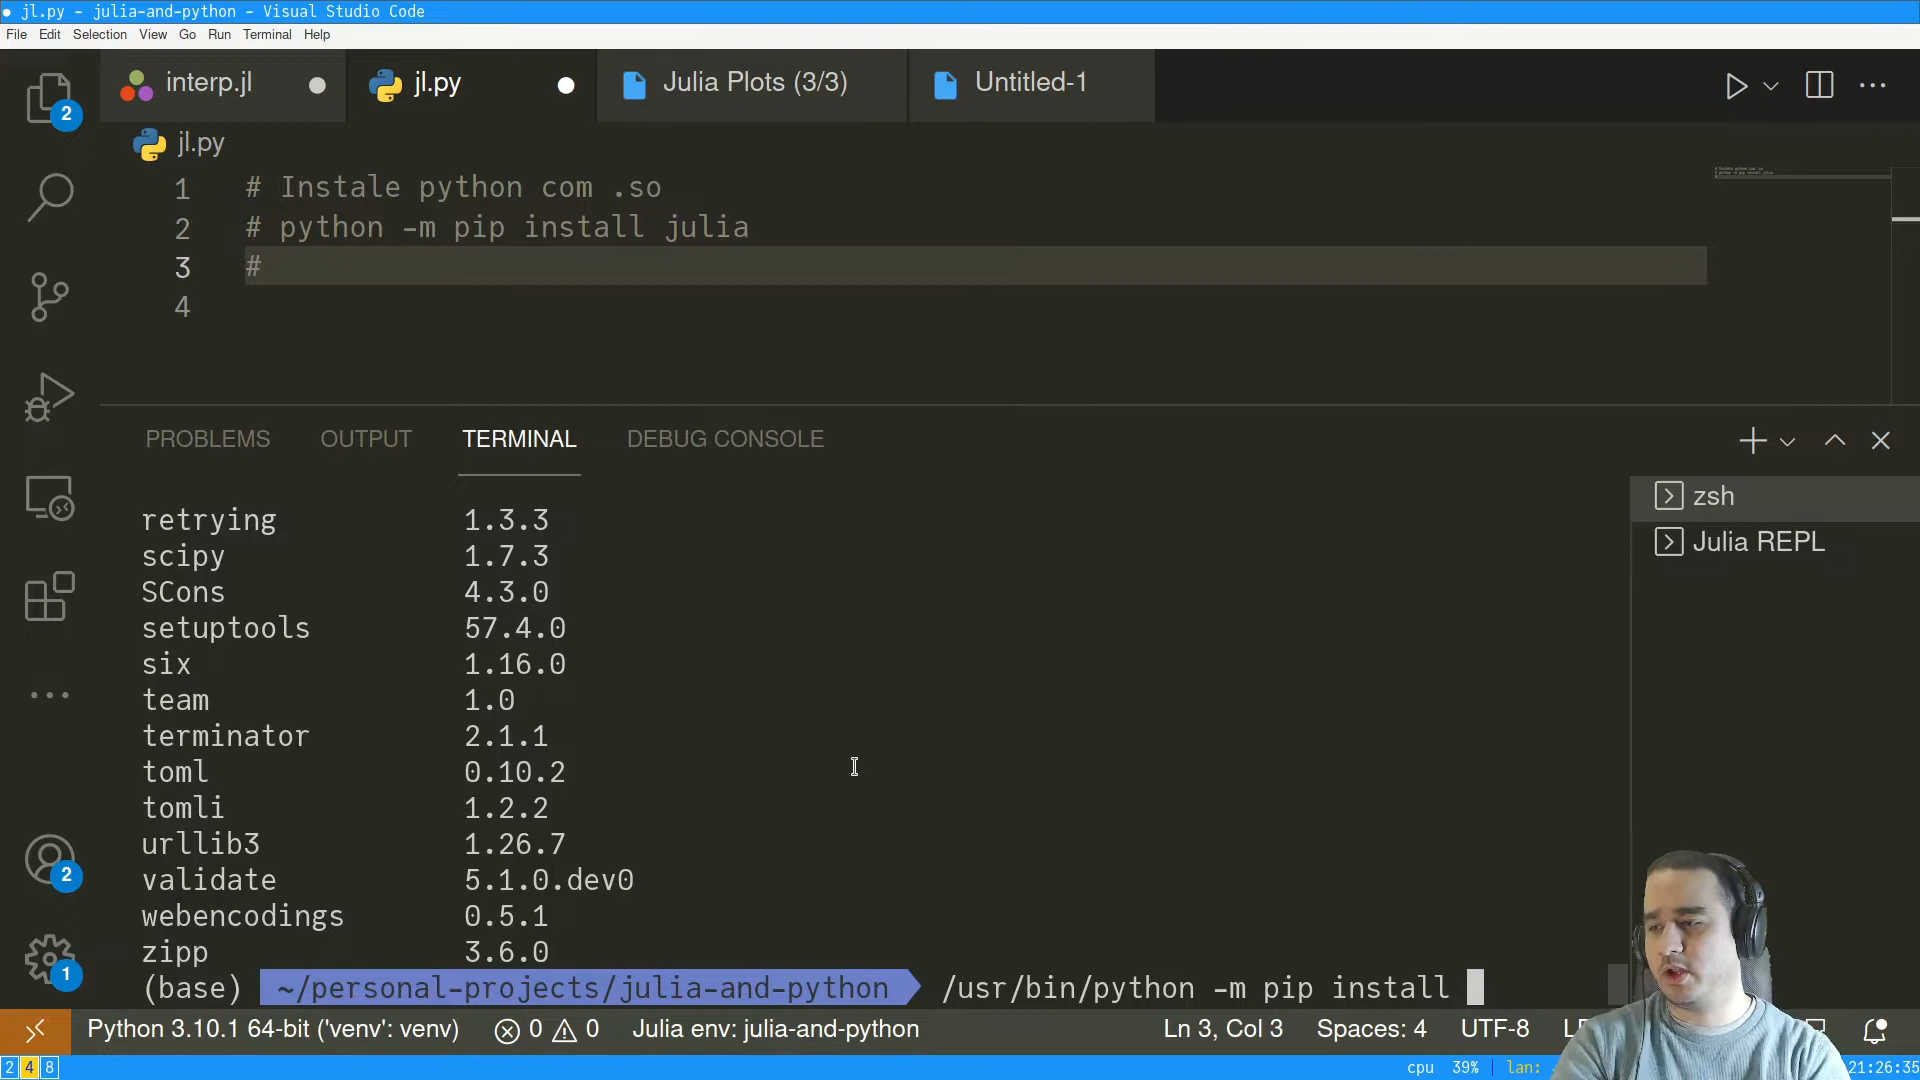 jl.py - julia-and-python - Visual Studio Code
File Edit Selection View Go Run Terminal Help
interp.jl jl.py Julia Plots (3/3) Untitled-1
2
jl.py
1 # Instale python com .so
2 # python -m pip install julia
3 #
4
PROBLEMS OUTPUT TERMINAL DEBUG CONSOLE
zsh
Julia REPL
retrying 1.3.3
scipy 1.7.3
SCons 4.3.0
setuptools 57.4.0
six 1.16.0
team 1.0
terminator 2.1.1
toml 0.10.2
tomli 1.2.2
urllib3 1.26.7
validate 5.1.0.dev0
webencodings 0.5.1
zipp 3.6.0
2
1
(base) ~/personal-projects/julia-and-python /usr/bin/python -m pip install
Python 3.10.1 64-bit ('venv': venv) 0 0 Julia env: julia-and-python Ln 3, Col 3 Spaces: 4 UTF-8
2 4 8 cpu 39% lan: 21:26:35